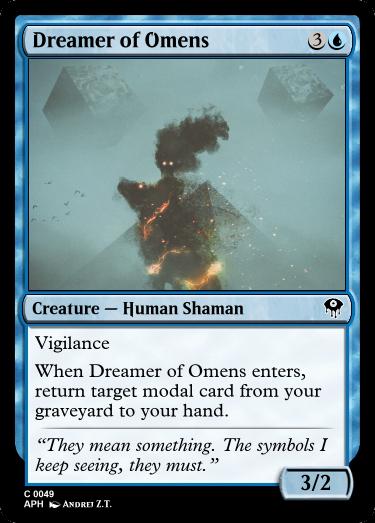 Dreamer of Omens 3
Creature — Human Shaman
Vigilance
When Dreamer of Omens enters,
return target modal card from your
graveyard to your hand.
“They mean something. The symbols I
keep seeing, they must.”
3/2
C 0049
APH Andrej Z.T.